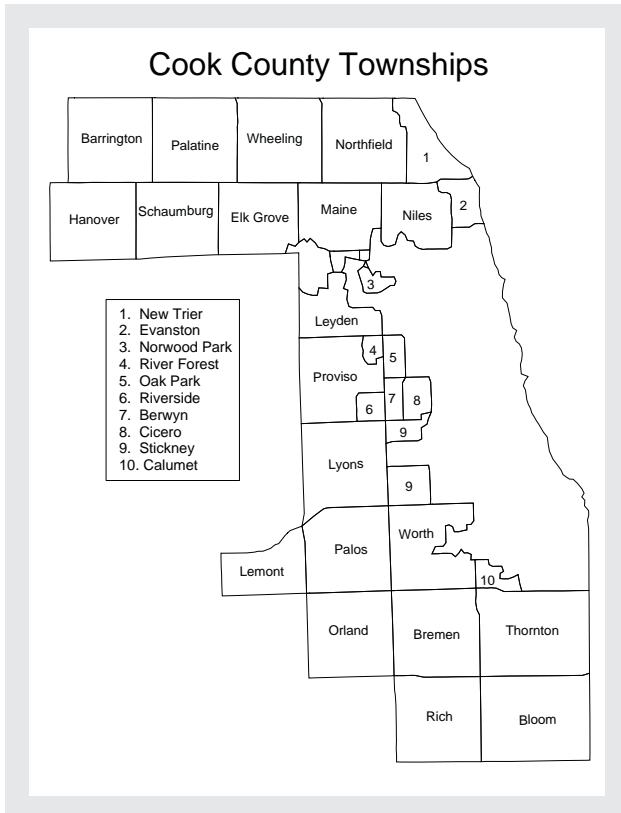 Cook County Townships
Barrington
Palatine
Wheeling
Northfield
1
Hanover
Schaumburg
Elk Grove
Maine
Niles
2
3
1. New Trier
2. Evanston
3. Norwood Park
4. River Forest
5. Oak Park
6. Riverside
7. Berwyn
8. Cicero
9. Stickney
10. Calumet
Leyden
4
5
Proviso
6
7
8
9
Lyons
9
Worth
Palos
Lemont
10
Orland
Bremen
Thornton
Rich
Bloom